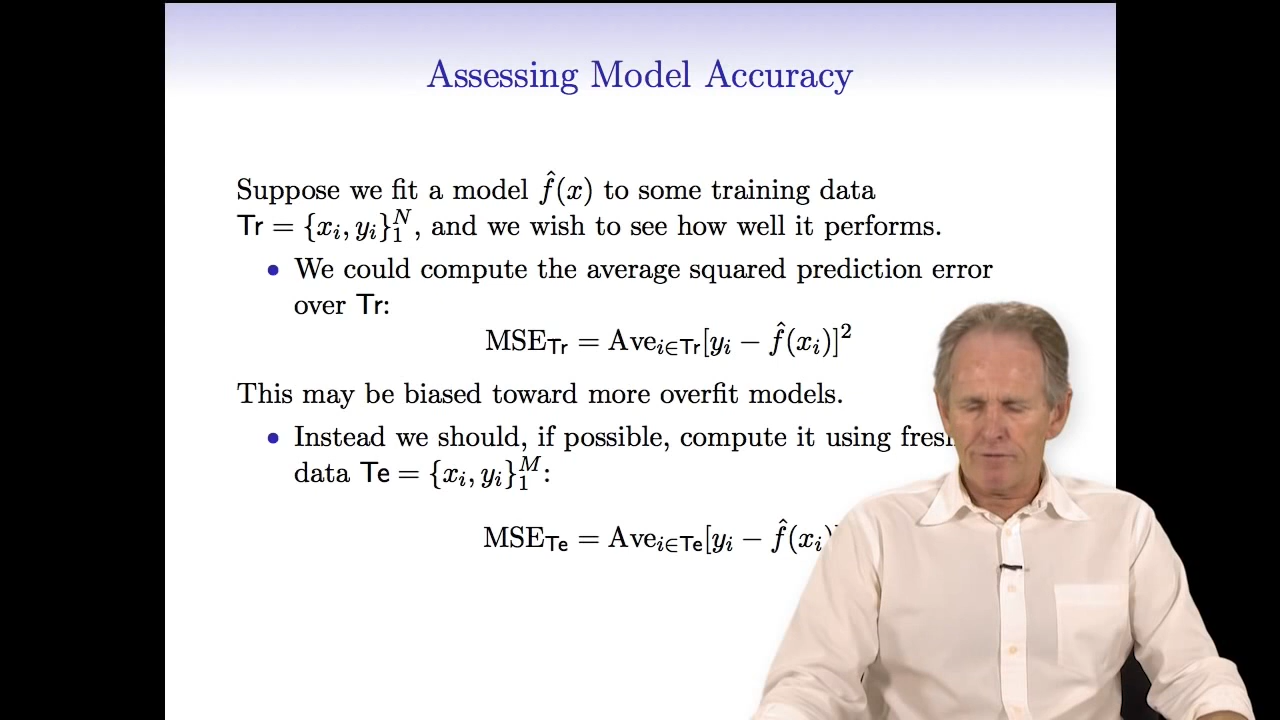 Assessing Model Accuracy
Suppose we fit a model f̂(x) to some training data
Tr = {xᵢ, yᵢ}₁ᴺ, and we wish to see how well it performs.
• We could compute the average squared prediction error
over Tr:
MSE_Tr = Ave_{i∈Tr}[yᵢ − f̂(xᵢ)]²
This may be biased toward more overfit models.
• Instead we should, if possible, compute it using
data Te = {xᵢ, yᵢ}₁ᴹ:
MSE_Te = Ave_{i∈Te}[yᵢ − f̂(xᵢ)